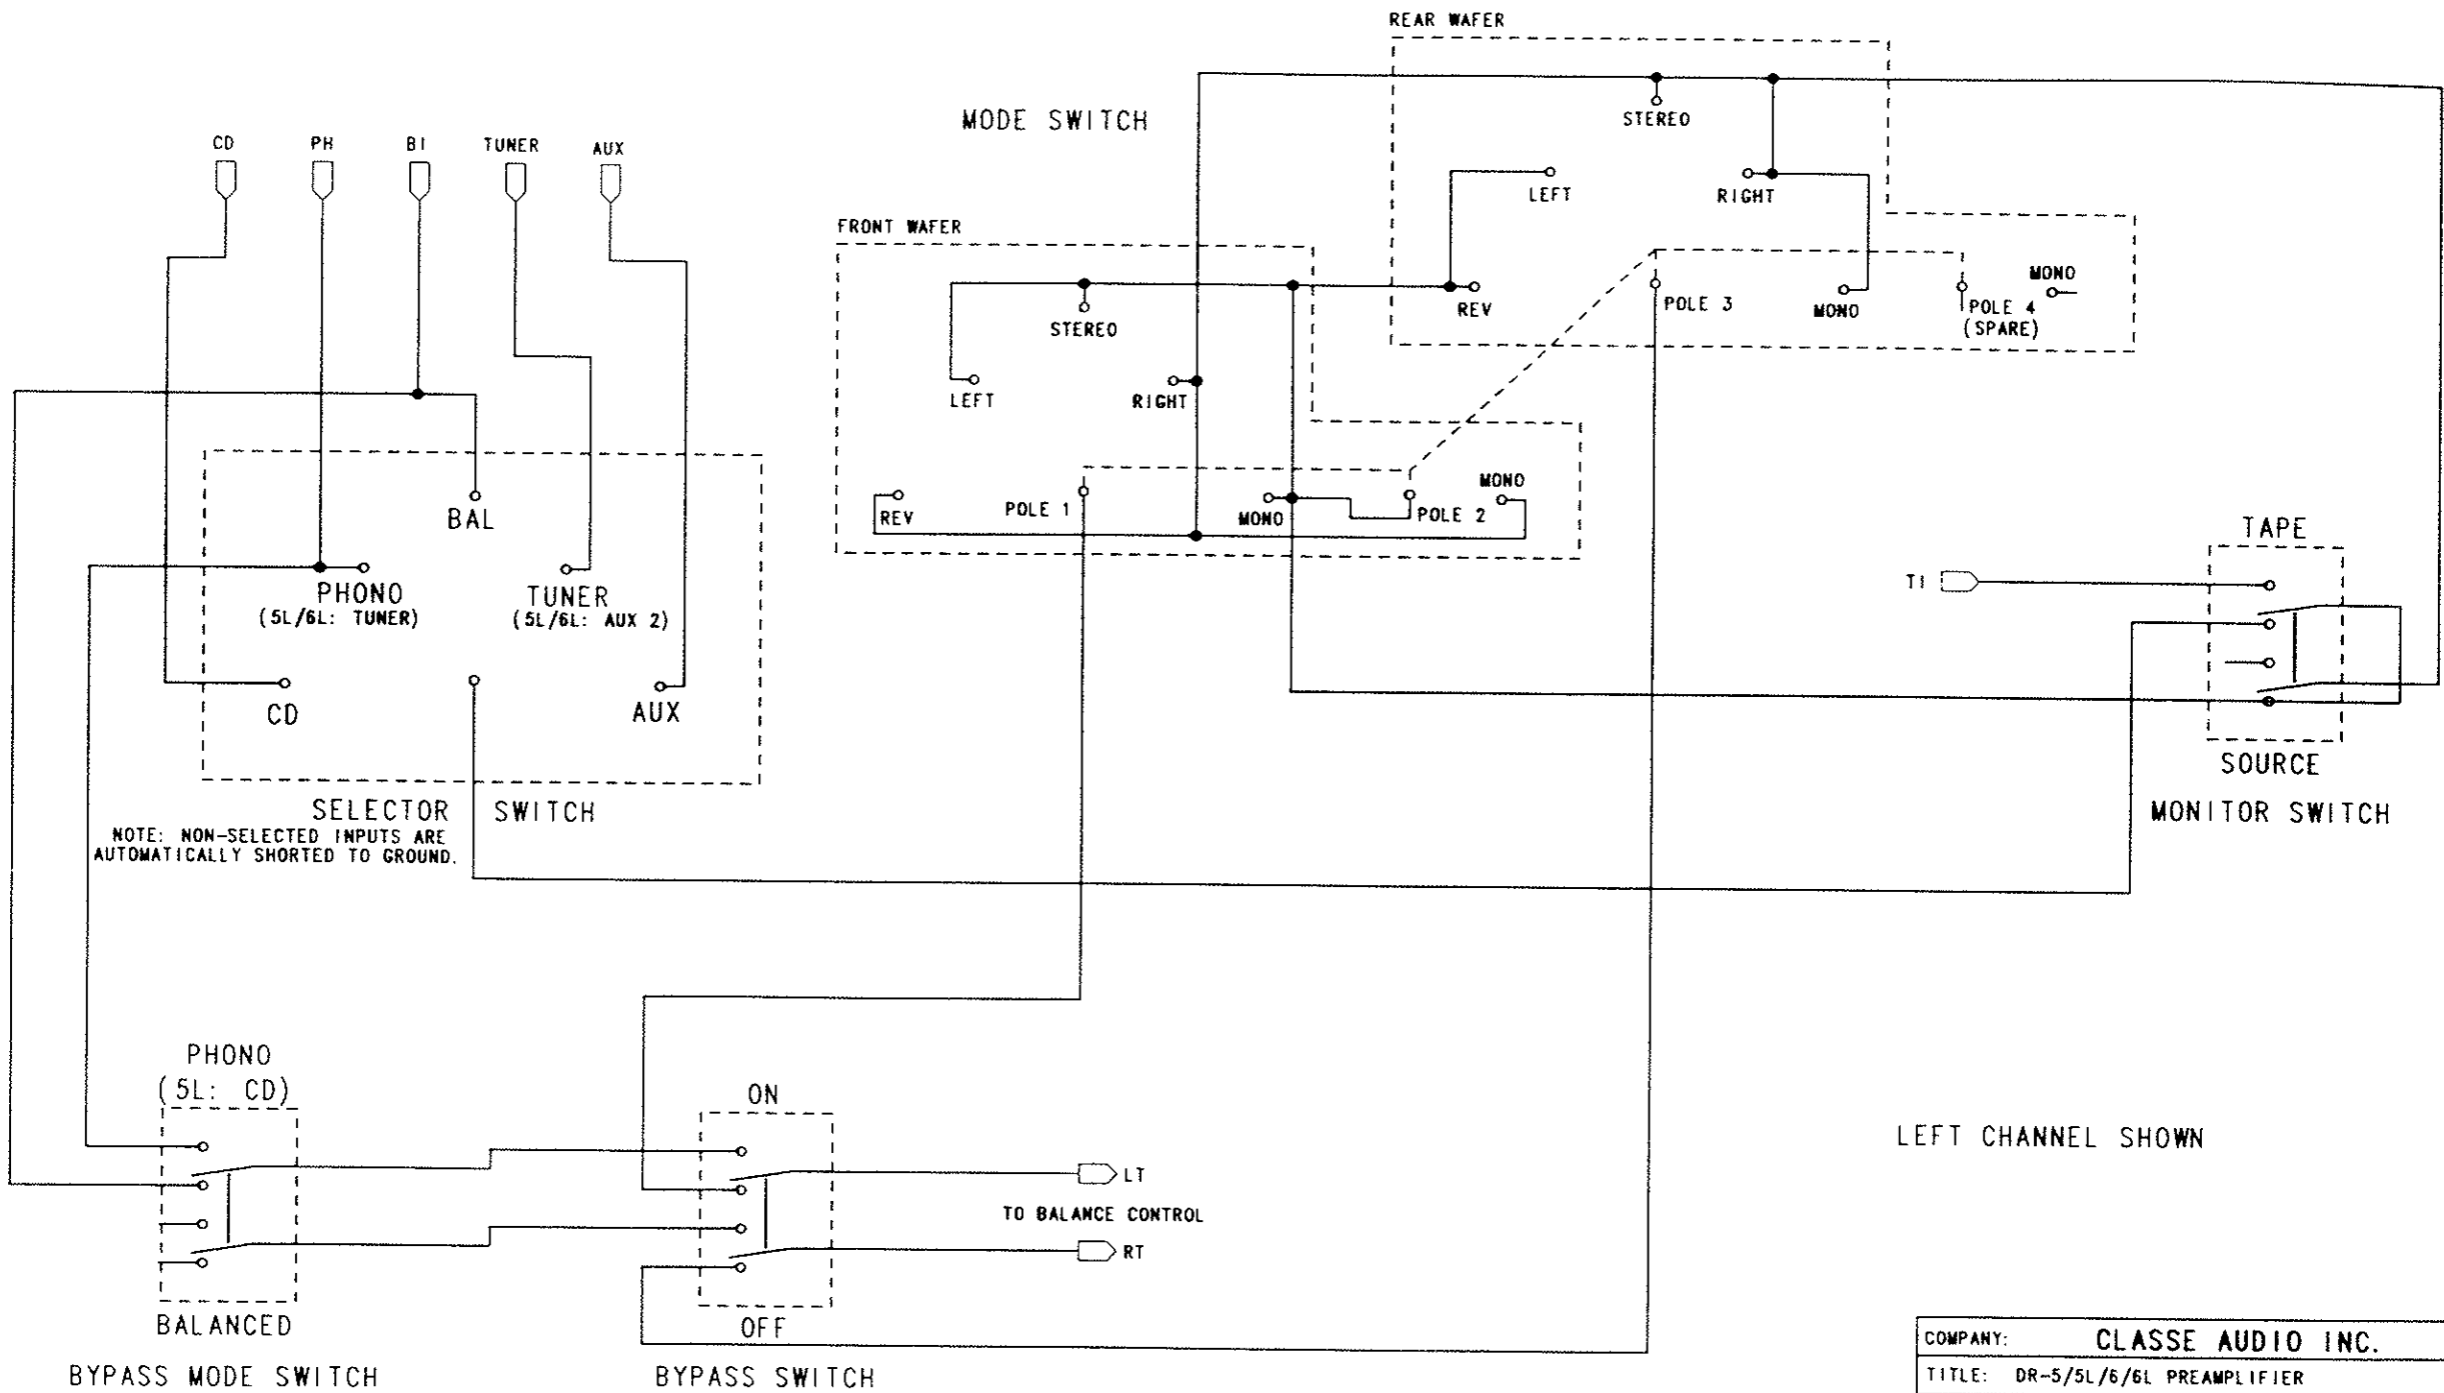 REAR WAFER
MODE SWITCH
STEREO
CD
PH
BI
TUNER
AUX
LEFT
RIGHT
FRONT WAFER
REV
POLE 3
MONO
POLE 4
(SPARE)
MONO
STEREO
LEFT
RIGHT
REV
POLE 1
MONO
POLE 2
MONO
BAL
PHONO
(5L/6L: TUNER)
TUNER
(5L/6L: AUX 2)
CD
AUX
SELECTOR SWITCH
NOTE: NON-SELECTED INPUTS ARE
AUTOMATICALLY SHORTED TO GROUND.
TAPE
TI
SOURCE
MONITOR SWITCH
PHONO
(5L: CD)
BALANCED
BYPASS MODE SWITCH
ON
OFF
BYPASS SWITCH
LT
TO BALANCE CONTROL
RT
LEFT CHANNEL SHOWN
COMPANY: CLASSE AUDIO INC.
TITLE: DR-5/5L/6/6L PREAMPLIFIER